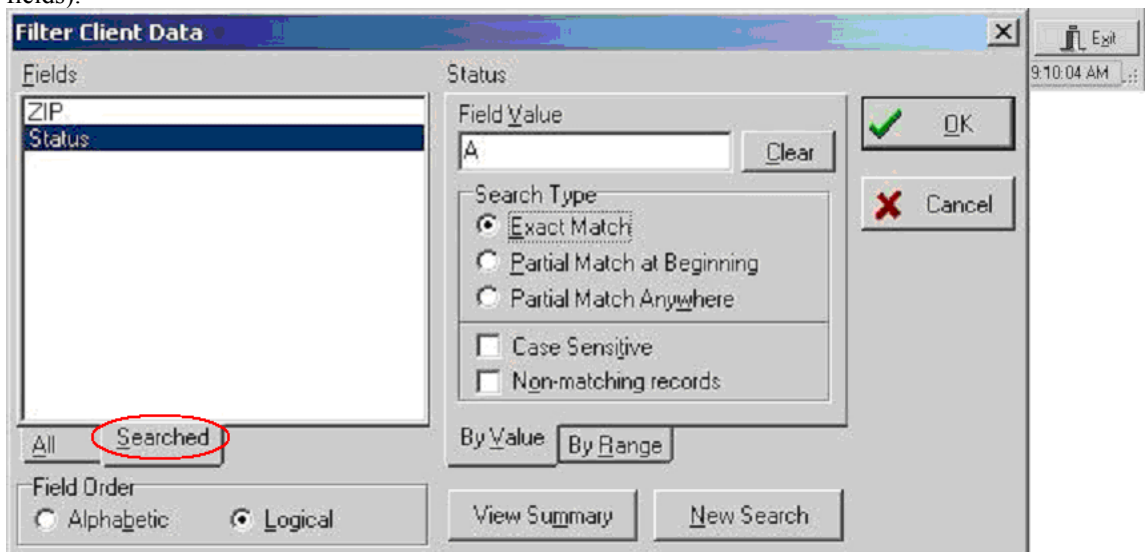 fields).
Filter Client Data
Exit
9:10:04 AM
Fields
ZIP
Status
All
Searched
Field Order
Alphabetic
Logical
Status
Field Value
A
Clear
Search Type
Exact Match
Partial Match at Beginning
Partial Match Anywhere
Case Sensitive
Non-matching records
By Value
By Range
View Summary
New Search
OK
Cancel